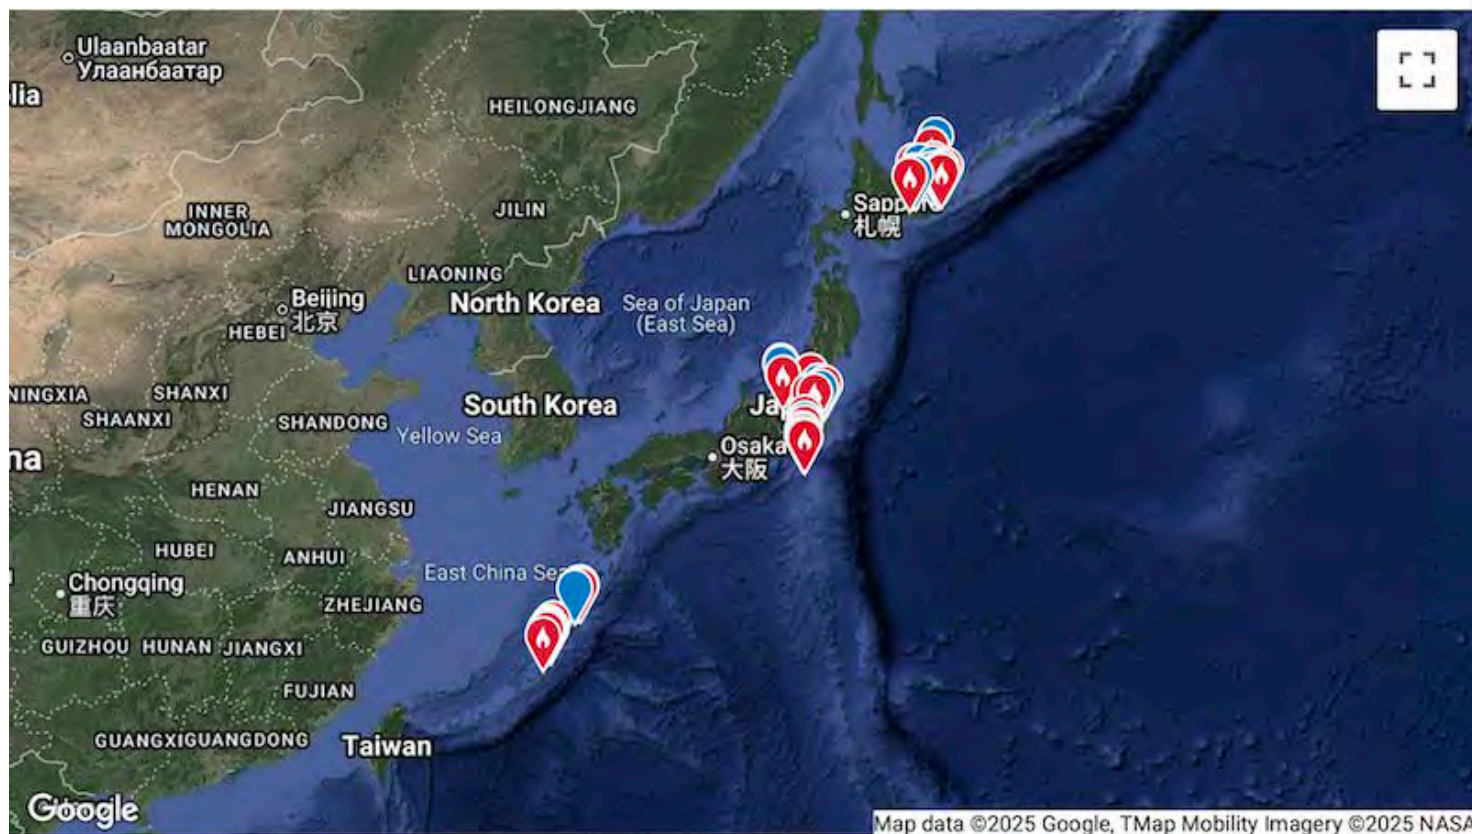 Ulaanbaatar
Улаанбаатар
lia
HEILONGJIANG
INNER
MONGOLIA
JILIN
Sapporo
札幌
LIAONING
Beijing
北京
HEBEI
North Korea
Sea of Japan
(East Sea)
NINGXIA
SHANXI
SHAANXI
SHANDONG
South Korea
Yellow Sea
Ja
Osaka
大阪
na
HENAN
JIANGSU
HUBEI
ANHUI
East China Sea
Chongqing
重庆
ZHEJIANG
GUIZHOU HUNAN JIANGXI
FUJIAN
GUANGXI GUANGDONG
Taiwan
Google
Map data ©2025 Google, TMap Mobility Imagery ©2025 NASA